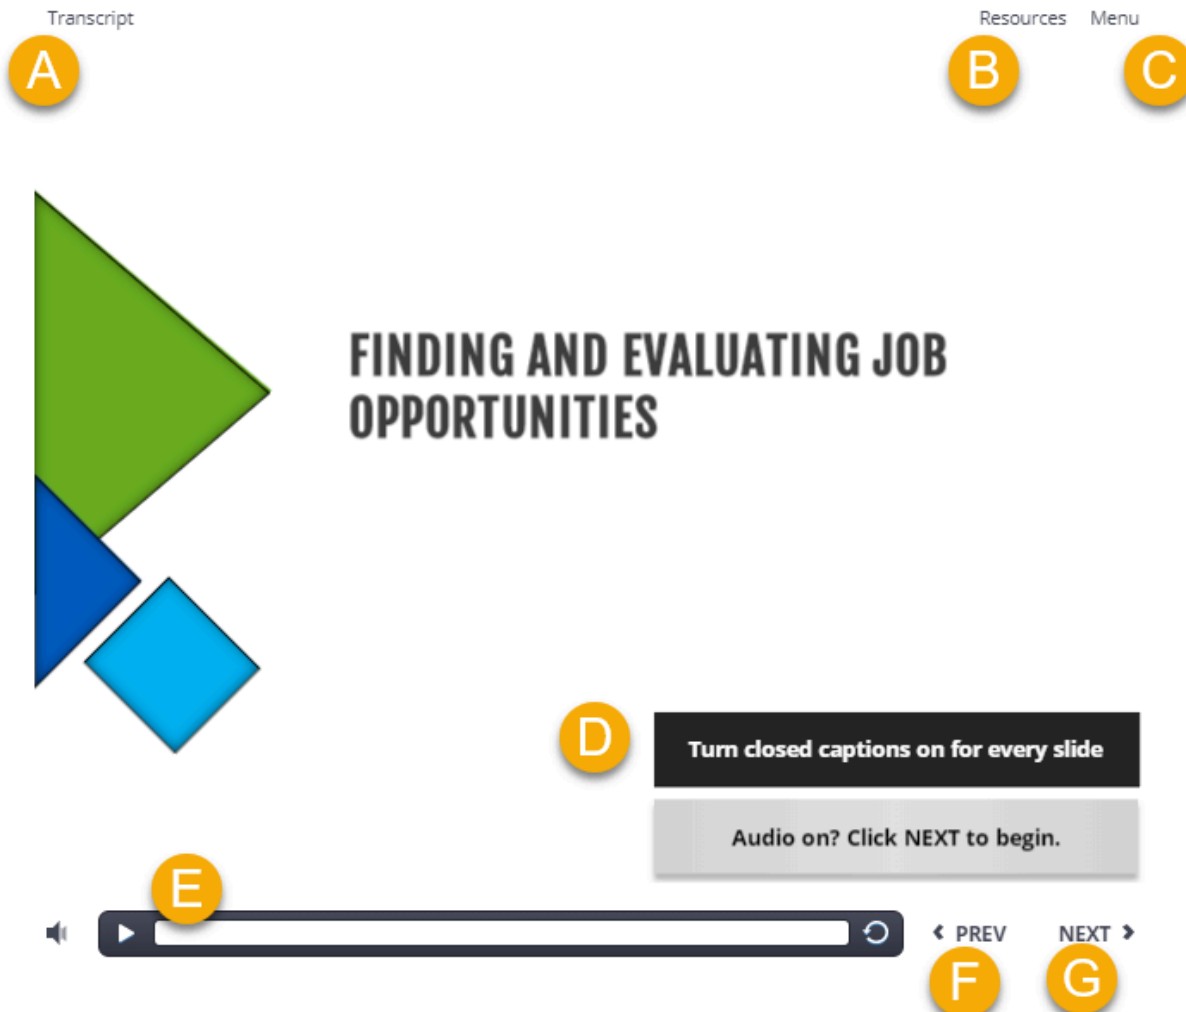 Transcript
Resources Menu
A
B
C
FINDING AND EVALUATING JOB
OPPORTUNITIES
D
Turn closed captions on for every slide
Audio on? Click NEXT to begin.
E
PREV NEXT
F
G